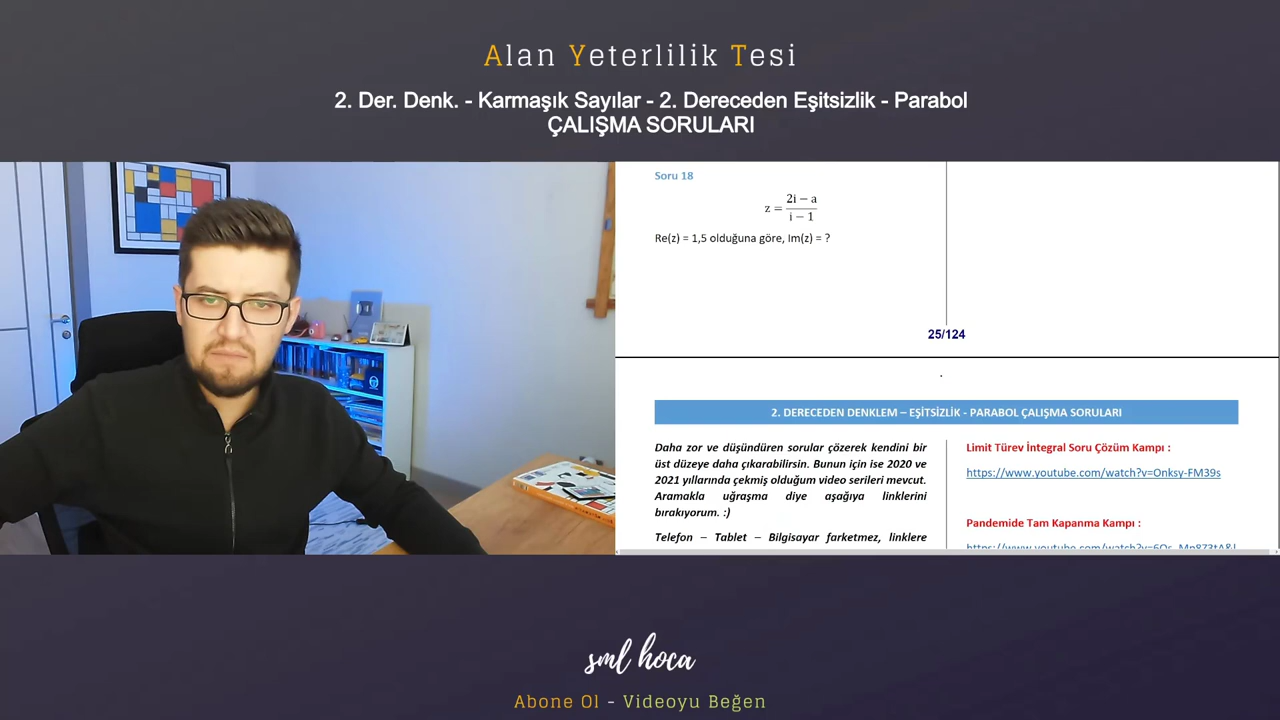 Alan Yeterlilik Tesi
2. Der. Denk. - Karmaşık Sayılar - 2. Dereceden Eşitsizlik - Parabol
ÇALIŞMA SORULARI
Soru 18
z = 2i − a / i − 1
Re(z) = 1,5 olduğuna göre, Im(z) = ?
25/124
2. DERECEDEN DENKLEM – EŞİTSİZLİK - PARABOL ÇALIŞMA SORULARI
Daha zor ve düşündüren sorular çözerek kendini bir
üst düzeye daha çıkarabilirsin. Bunun için ise 2020 ve
2021 yıllarında çekmiş olduğum video serileri mevcut.
Aramakla uğraşma diye aşağıya linklerini
bırakıyorum. :)
Telefon – Tablet – Bilgisayar farketmez, linklere
Limit Türev İntegral Soru Çözüm Kampı :
https://www.youtube.com/watch?v=Onksy-FM39s
Pandemide Tam Kapanma Kampı :
sml hoca
Abone Ol - Videoyu Beğen